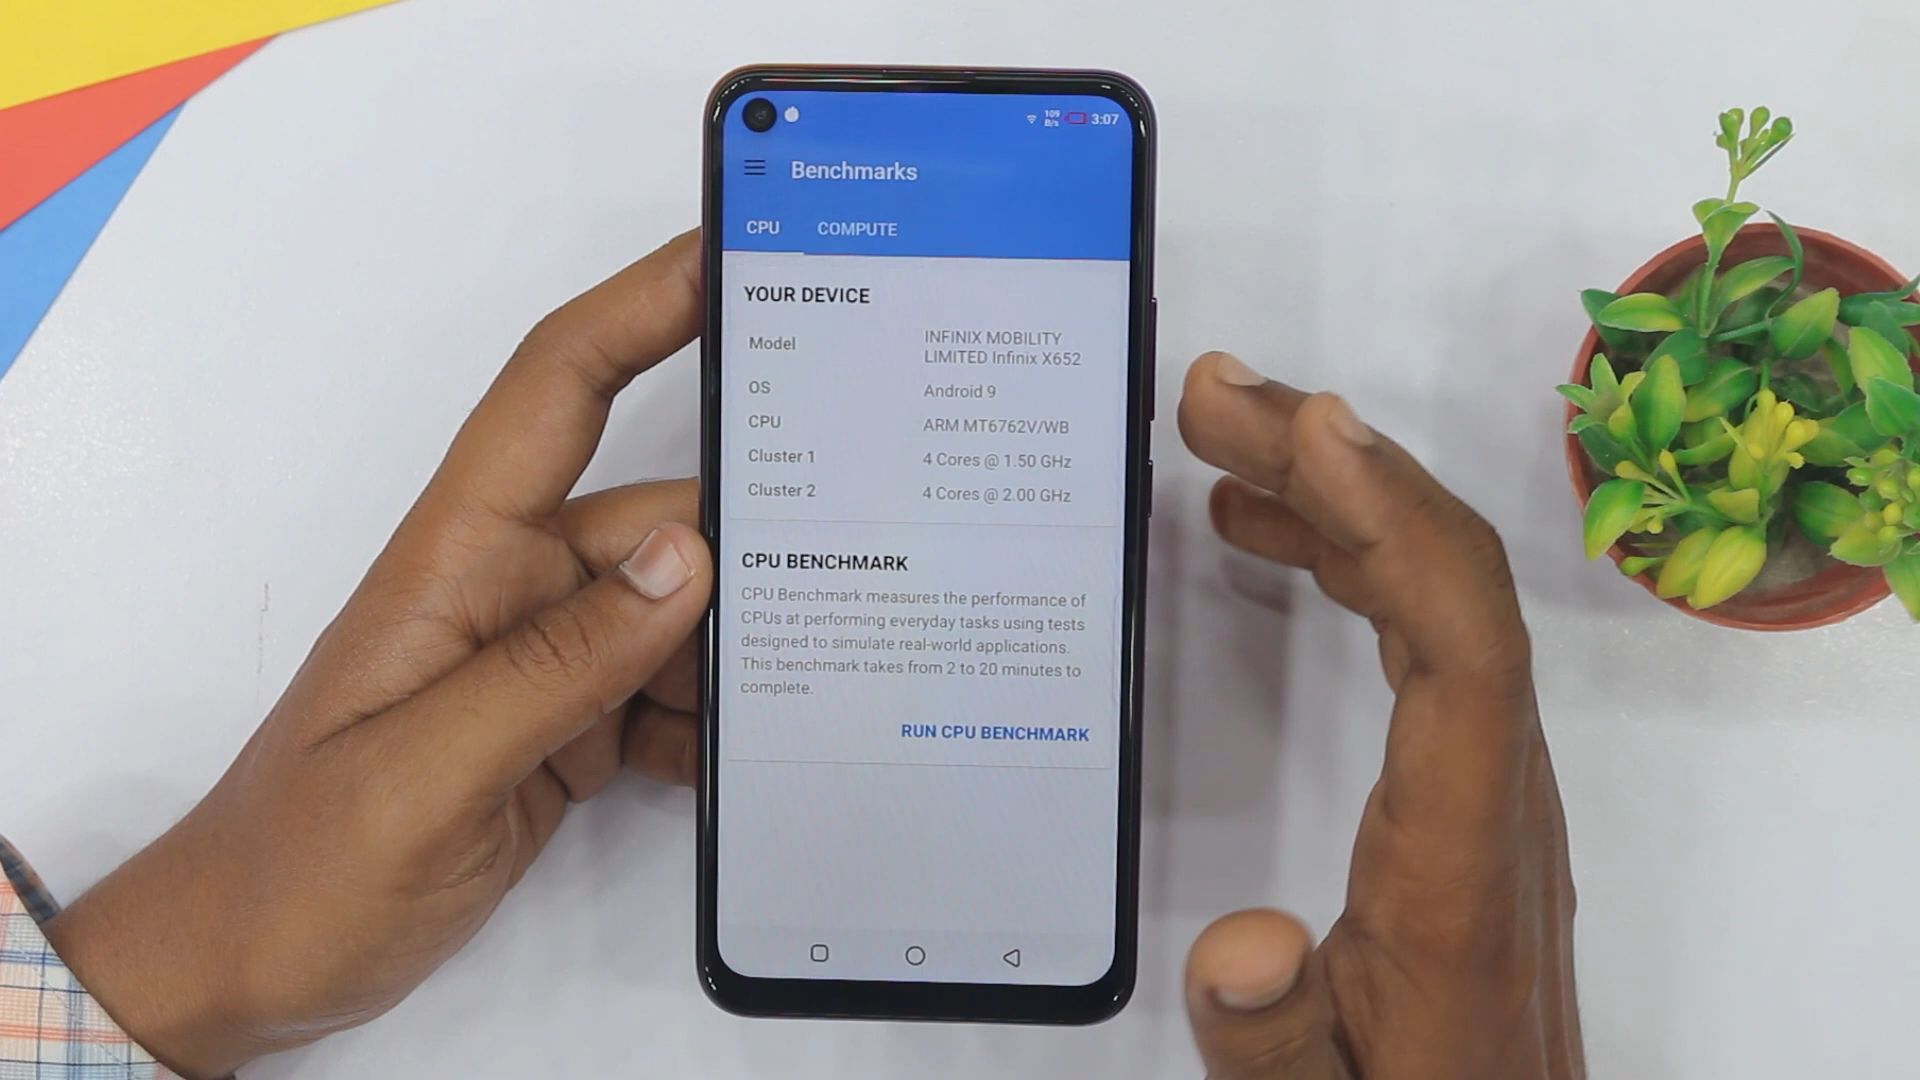 109
B/s
3:07
Benchmarks
CPU COMPUTE
YOUR DEVICE
Model INFINIX MOBILITY
LIMITED Infinix X652
OS Android 9
CPU ARM MT6762V/WB
Cluster 1 4 Cores @ 1.50 GHz
Cluster 2 4 Cores @ 2.00 GHz
CPU BENCHMARK
CPU Benchmark measures the performance of
CPUs at performing everyday tasks using tests
designed to simulate real-world applications.
This benchmark takes from 2 to 20 minutes to
complete.
RUN CPU BENCHMARK